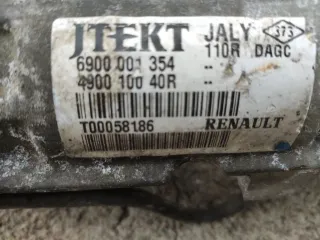 JTEKT JALY 373
110R DAGC
6900 001 354 --
4900 100 40R --
T00058186 RENAULT